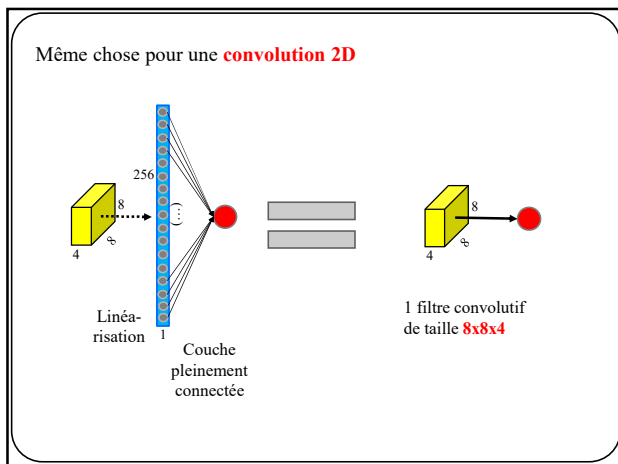 Même chose pour une convolution 2D
256
8
8
4
(…)
Linéa-
risation
1
Couche
pleinement
connectée
8
8
4
1 filtre convolutif
de taille 8x8x4